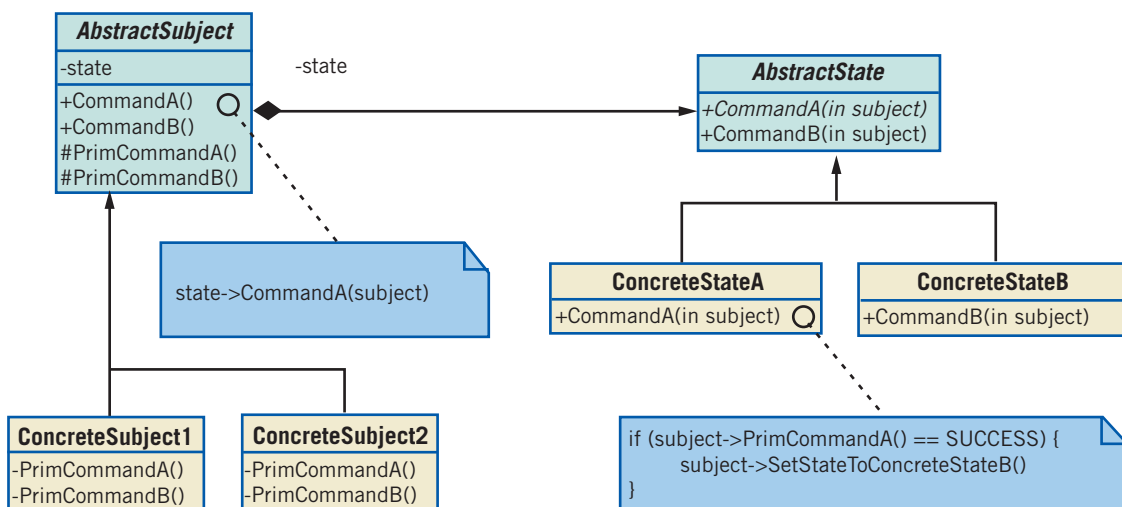 AbstractSubject
-state
+CommandA()
+CommandB()
#PrimCommandA()
#PrimCommandB()
-state
AbstractState
+CommandA(in subject)
+CommandB(in subject)
state->CommandA(subject)
ConcreteStateA
+CommandA(in subject)
ConcreteStateB
+CommandB(in subject)
ConcreteSubject1
-PrimCommandA()
-PrimCommandB()
ConcreteSubject2
-PrimCommandA()
-PrimCommandB()
if (subject->PrimCommandA() == SUCCESS) {
subject->SetStateToConcreteStateB()
}